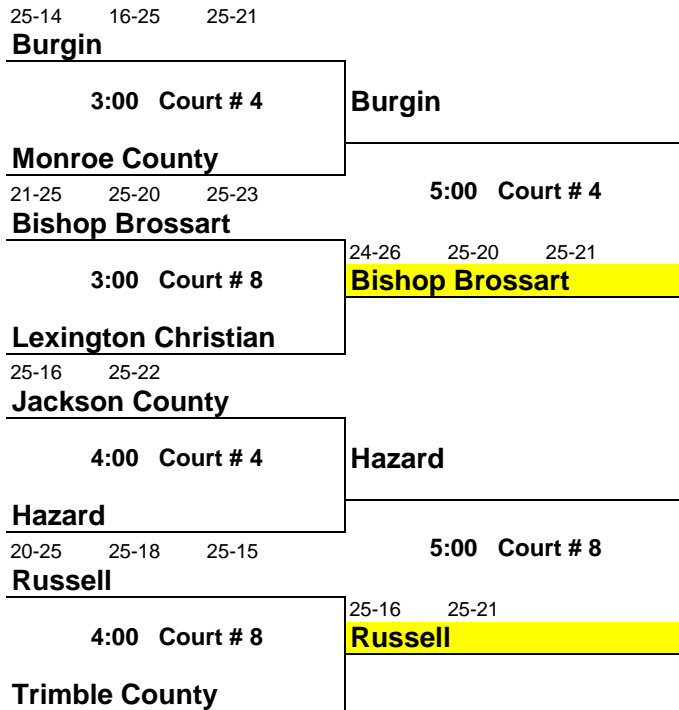 25-14 16-25 25-21
Burgin
3:00 Court # 4
Burgin
Monroe County
21-25 25-20 25-23
5:00 Court # 4
Bishop Brossart
24-26 25-20 25-21
3:00 Court # 8
Bishop Brossart
Lexington Christian
25-16 25-22
Jackson County
4:00 Court # 4
Hazard
Hazard
20-25 25-18 25-15
5:00 Court # 8
Russell
25-16 25-21
4:00 Court # 8
Russell
Trimble County